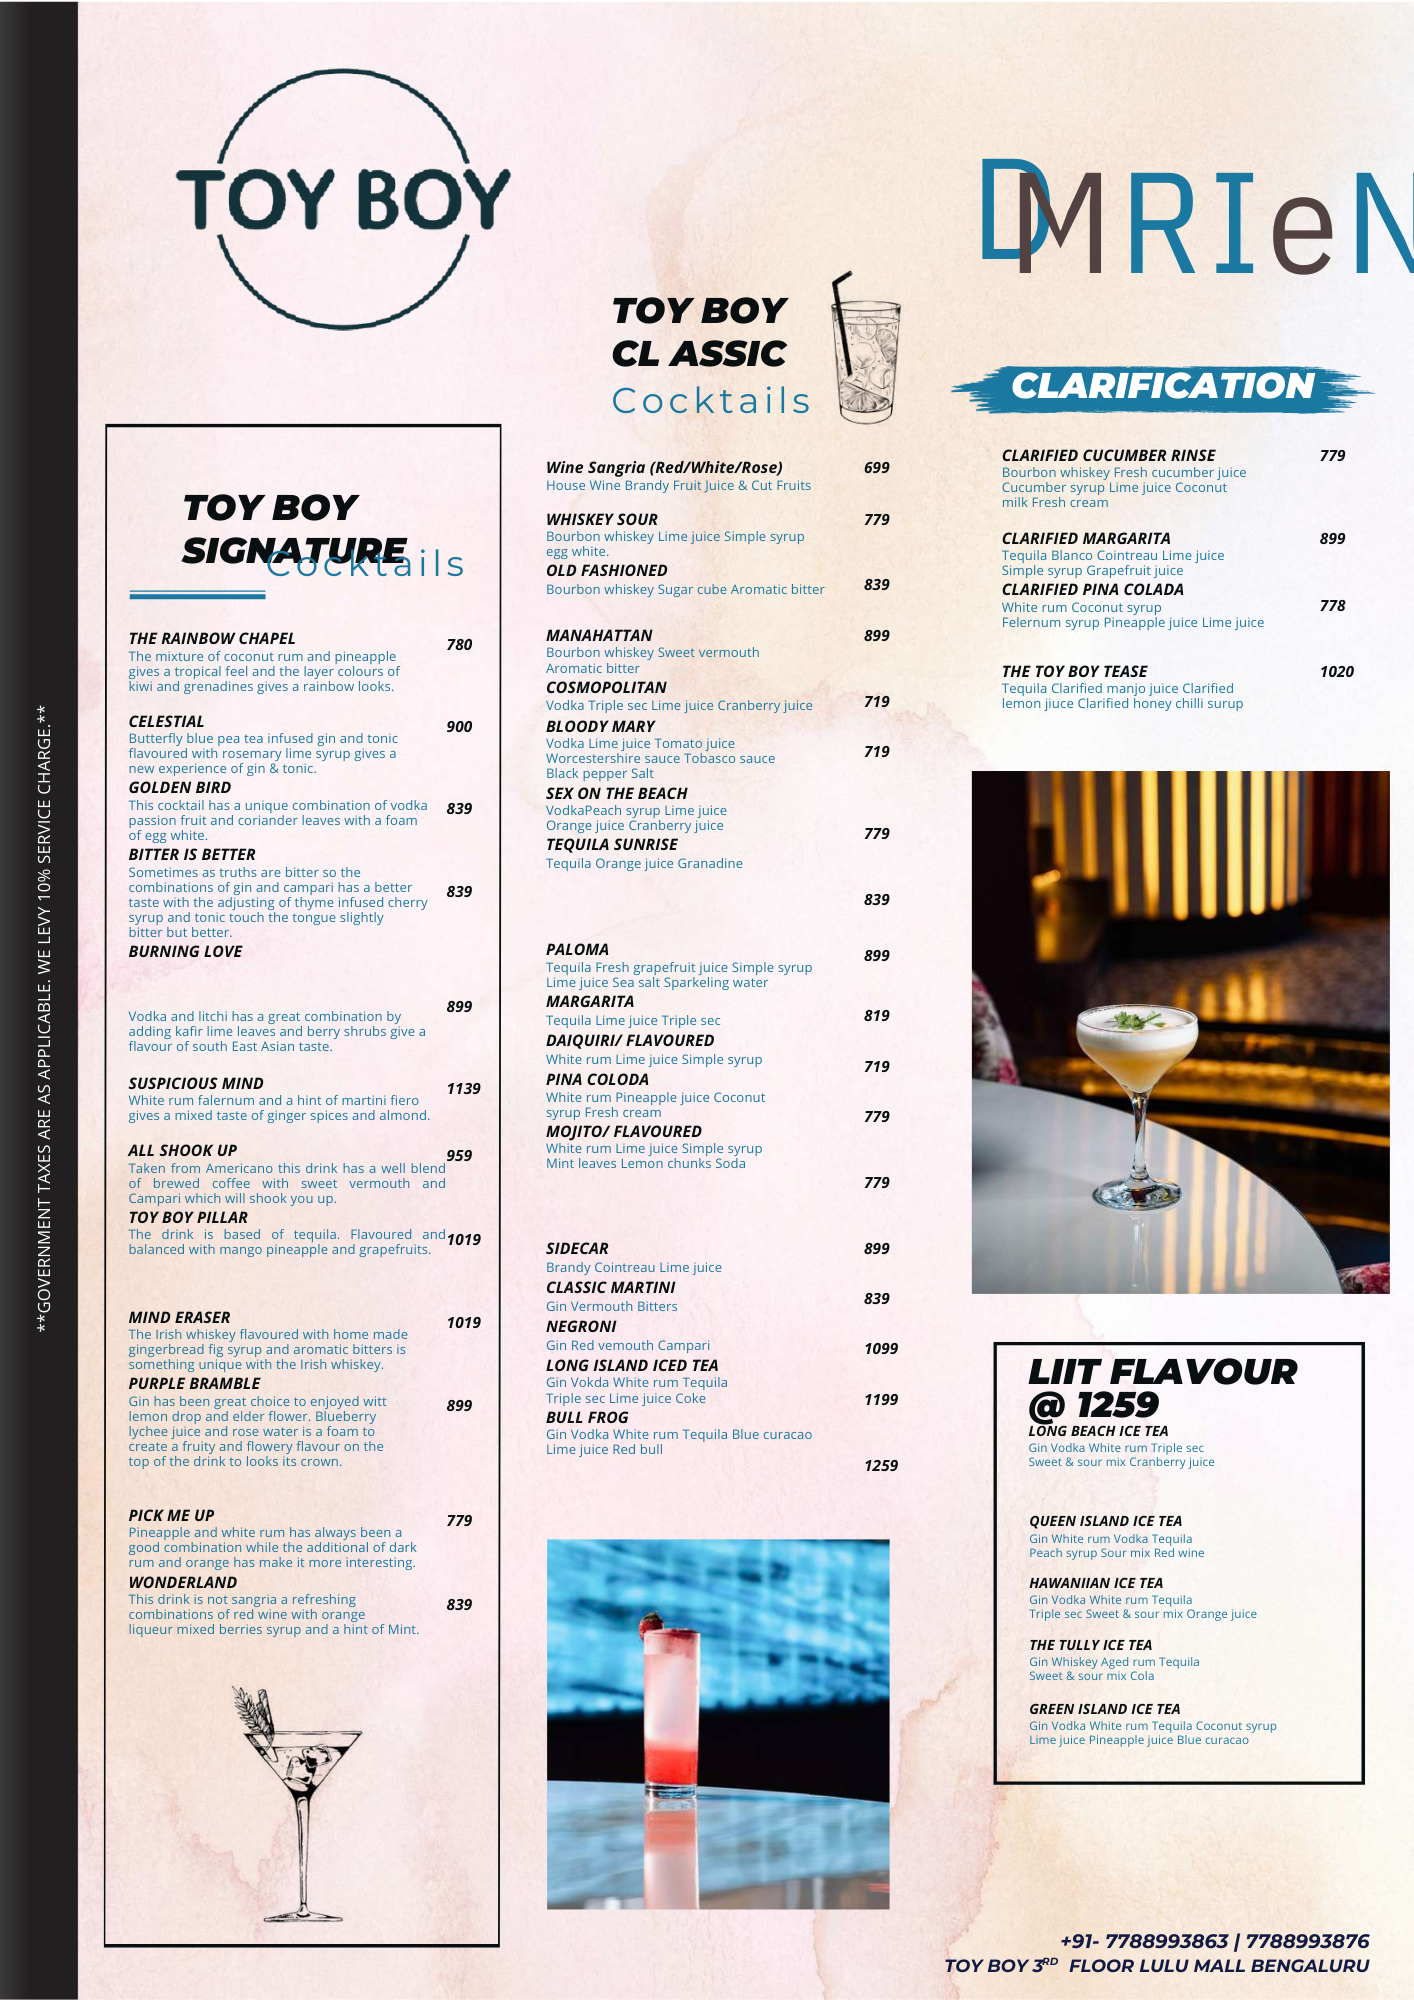 TOY BOY
DMRIeN
**GOVERNMENT TAXES ARE AS APPLICABLE. WE LEVY 10% SERVICE CHARGE.**
TOY BOY
SIGNATURE
Cocktails
THE RAINBOW CHAPEL 780
The mixture of coconut rum and pineapple
gives a tropical feel and the layer colours of
kiwi and grenadines gives a rainbow looks.
CELESTIAL 900
Butterfly blue pea tea infused gin and tonic
flavoured with rosemary lime syrup gives a
new experience of gin & tonic.
GOLDEN BIRD
This cocktail has a unique combination of vodka 839
passion fruit and coriander leaves with a foam
of egg white.
BITTER IS BETTER
Sometimes as truths are bitter so the
combinations of gin and campari has a better 839
taste with the adjusting of thyme infused cherry
syrup and tonic touch the tongue slightly
bitter but better.
BURNING LOVE
899
Vodka and litchi has a great combination by
adding kafir lime leaves and berry shrubs give a
flavour of south East Asian taste.
SUSPICIOUS MIND 1139
White rum falernum and a hint of martini fiero
gives a mixed taste of ginger spices and almond.
ALL SHOOK UP 959
Taken from Americano this drink has a well blend
of brewed coffee with sweet vermouth and
Campari which will shook you up.
TOY BOY PILLAR
The drink is based of tequila. Flavoured and 1019
balanced with mango pineapple and grapefruits.
MIND ERASER 1019
The Irish whiskey flavoured with home made
gingerbread fig syrup and aromatic bitters is
something unique with the Irish whiskey.
PURPLE BRAMBLE
Gin has been great choice to enjoyed witt 899
lemon drop and elder flower. Blueberry
lychee juice and rose water is a foam to
create a fruity and flowery flavour on the
top of the drink to looks its crown.
PICK ME UP 779
Pineapple and white rum has always been a
good combination while the additional of dark
rum and orange has make it more interesting.
WONDERLAND
This drink is not sangria a refreshing 839
combinations of red wine with orange
liqueur mixed berries syrup and a hint of Mint.
TOY BOY
CL ASSIC
Cocktails
Wine Sangria (Red/White/Rose) 699
House Wine Brandy Fruit Juice & Cut Fruits
WHISKEY SOUR 779
Bourbon whiskey Lime juice Simple syrup
egg white.
OLD FASHIONED
Bourbon whiskey Sugar cube Aromatic bitter 839
MANAHATTAN 899
Bourbon whiskey Sweet vermouth
Aromatic bitter
COSMOPOLITAN
Vodka Triple sec Lime juice Cranberry juice 719
BLOODY MARY
Vodka Lime juice Tomato juice 719
Worcestershire sauce Tobasco sauce
Black pepper Salt
SEX ON THE BEACH
VodkaPeach syrup Lime juice
Orange juice Cranberry juice 779
TEQUILA SUNRISE
Tequila Orange juice Granadine
839
PALOMA 899
Tequila Fresh grapefruit juice Simple syrup
Lime juice Sea salt Sparkeling water
MARGARITA
Tequila Lime juice Triple sec 819
DAIQUIRI/ FLAVOURED
White rum Lime juice Simple syrup 719
PINA COLODA
White rum Pineapple juice Coconut
syrup Fresh cream 779
MOJITO/ FLAVOURED
White rum Lime juice Simple syrup
Mint leaves Lemon chunks Soda
779
SIDECAR 899
Brandy Cointreau Lime juice
CLASSIC MARTINI
Gin Vermouth Bitters 839
NEGRONI
Gin Red vemouth Campari 1099
LONG ISLAND ICED TEA
Gin Vokda White rum Tequila
Triple sec Lime juice Coke 1199
BULL FROG
Gin Vodka White rum Tequila Blue curacao
Lime juice Red bull
1259
CLARIFICATION
CLARIFIED CUCUMBER RINSE 779
Bourbon whiskey Fresh cucumber juice
Cucumber syrup Lime juice Coconut
milk Fresh cream
CLARIFIED MARGARITA 899
Tequila Blanco Cointreau Lime juice
Simple syrup Grapefruit juice
CLARIFIED PINA COLADA
White rum Coconut syrup 778
Felernum syrup Pineapple juice Lime juice
THE TOY BOY TEASE 1020
Tequila Clarified manjo juice Clarified
lemon jiuce Clarified honey chilli surup
LIIT FLAVOUR
@ 1259
LONG BEACH ICE TEA
Gin Vodka White rum Triple sec
Sweet & sour mix Cranberry juice
QUEEN ISLAND ICE TEA
Gin White rum Vodka Tequila
Peach syrup Sour mix Red wine
HAWANIIAN ICE TEA
Gin Vodka White rum Tequila
Triple sec Sweet & sour mix Orange juice
THE TULLY ICE TEA
Gin Whiskey Aged rum Tequila
Sweet & sour mix Cola
GREEN ISLAND ICE TEA
Gin Vodka White rum Tequila Coconut syrup
Lime juice Pineapple juice Blue curacao
+91- 7788993863 | 7788993876
TOY BOY 3RD FLOOR LULU MALL BENGALURU